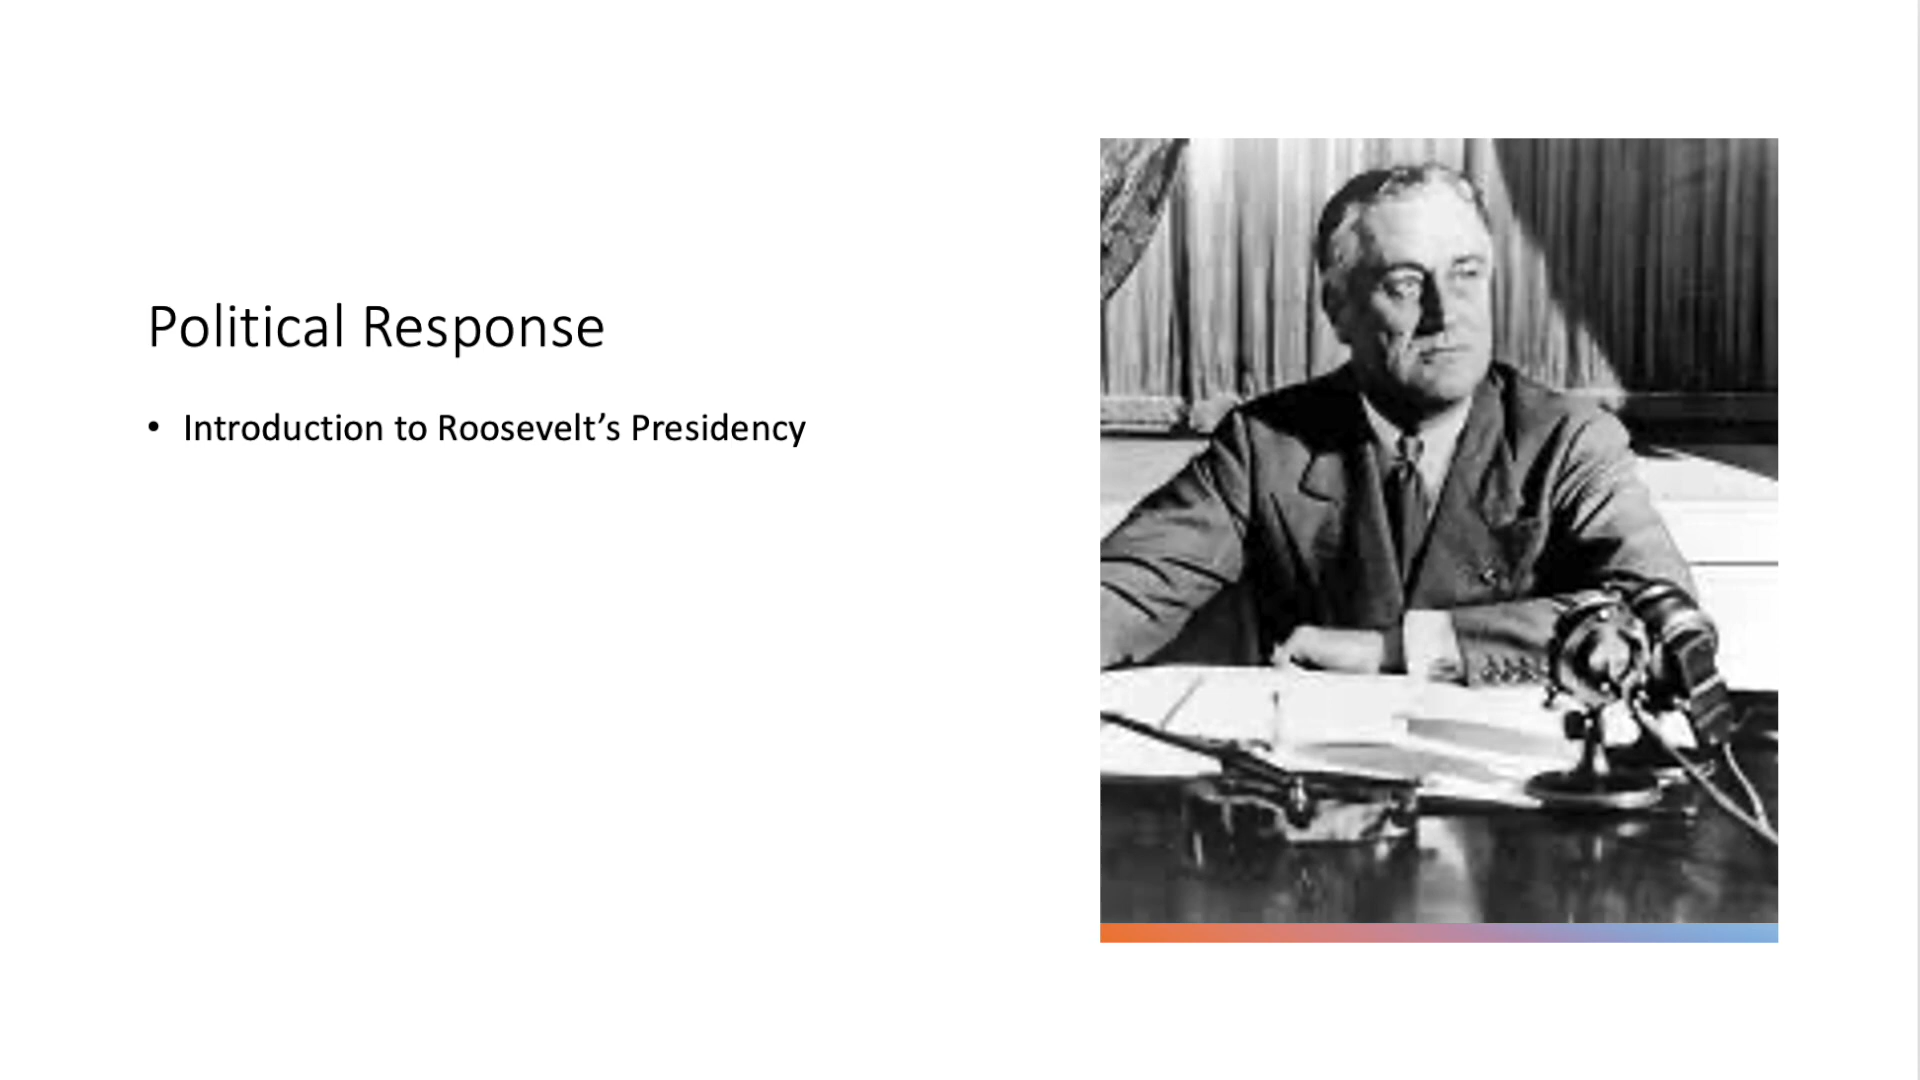 Political Response
• Introduction to Roosevelt’s Presidency